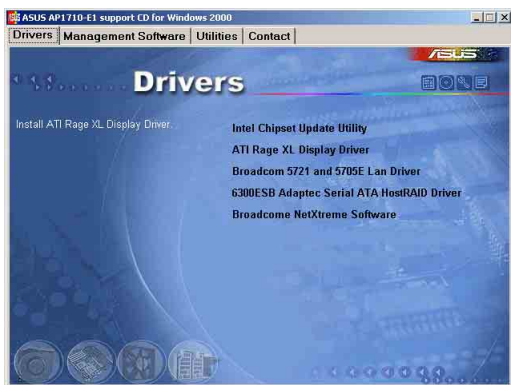 ASUS AP1710-E1 support CD for Windows 2000
Drivers Management Software Utilities Contact
ASUS
Drivers
Install ATI Rage XL Display Driver.
Intel Chipset Update Utility
ATI Rage XL Display Driver
Broadcom 5721 and 5705E Lan Driver
6300ESB Adaptec Serial ATA HostRAID Driver
Broadcome NetXtreme Software